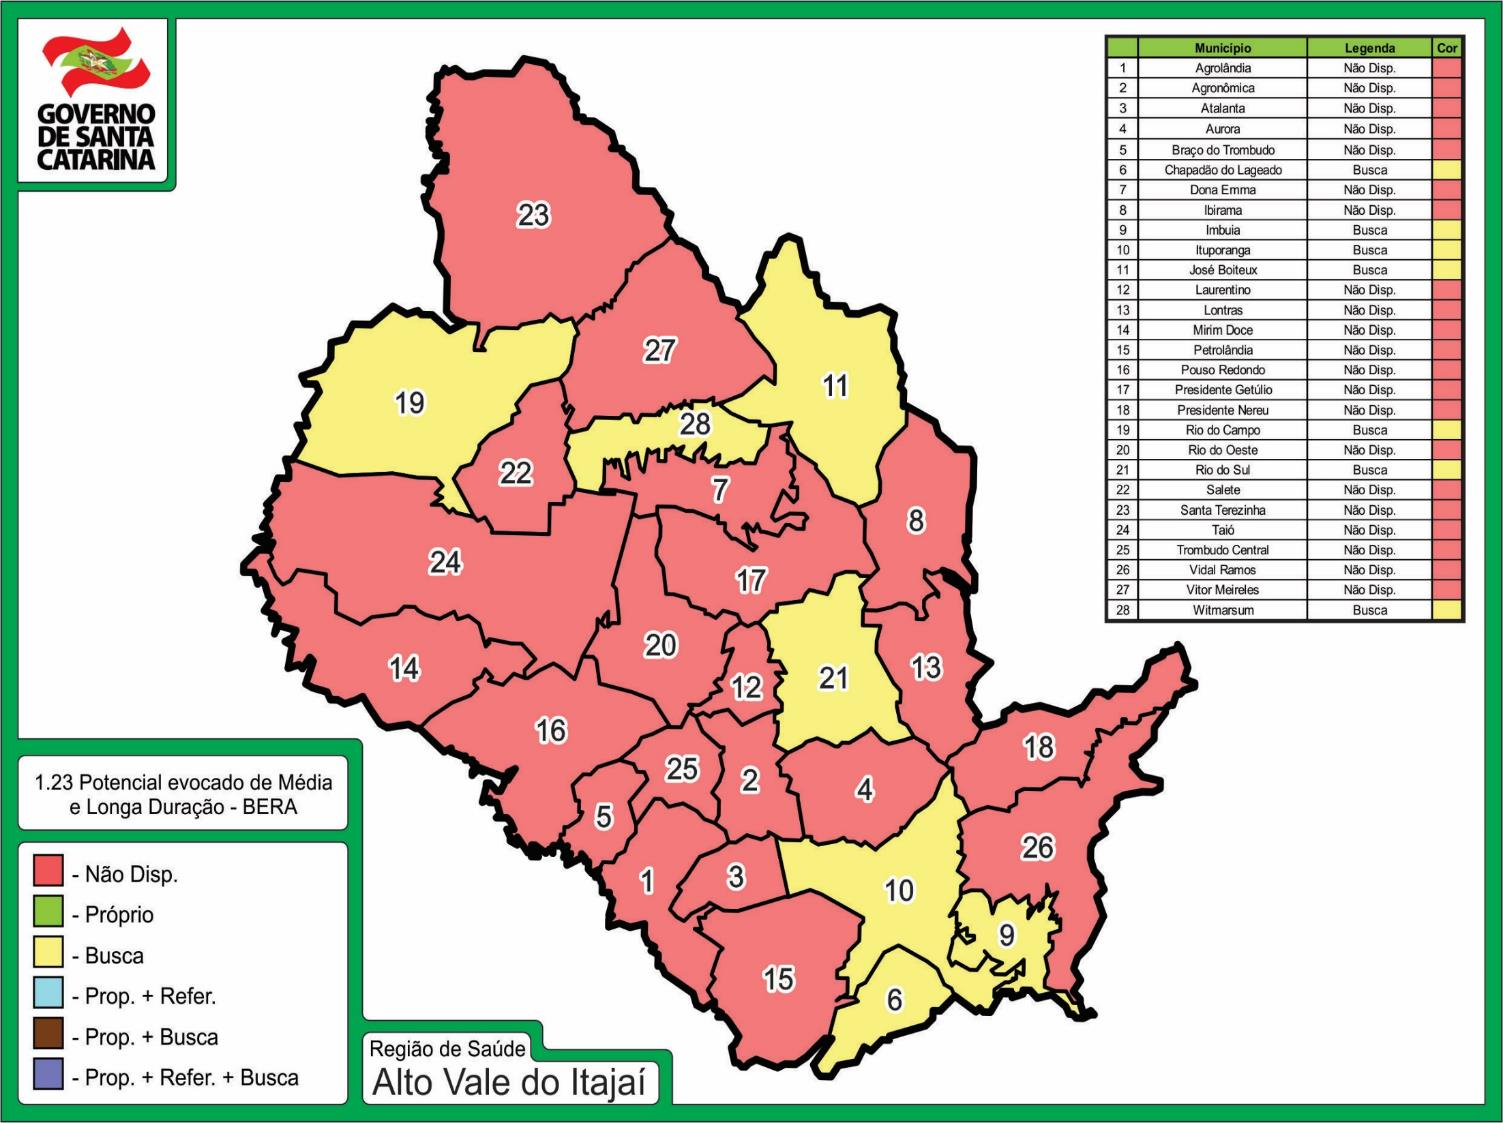 GOVERNO
DE SANTA
CATARINA
Município Legenda Cor
1 Agrolândia Não Disp.
2 Agronômica Não Disp.
3 Atalanta Não Disp.
4 Aurora Não Disp.
5 Braço do Trombudo Não Disp.
6 Chapadão do Lageado Busca
7 Dona Emma Não Disp.
8 Ibirama Não Disp.
9 Imbuia Busca
10 Ituporanga Busca
11 José Boiteux Busca
12 Laurentino Não Disp.
13 Lontras Não Disp.
14 Mirim Doce Não Disp.
15 Petrolândia Não Disp.
16 Pouso Redondo Não Disp.
17 Presidente Getúlio Não Disp.
18 Presidente Nereu Não Disp.
19 Rio do Campo Busca
20 Rio do Oeste Não Disp.
21 Rio do Sul Busca
22 Salete Não Disp.
23 Santa Terezinha Não Disp.
24 Taió Não Disp.
25 Trombudo Central Não Disp.
26 Vidal Ramos Não Disp.
27 Vitor Meireles Não Disp.
28 Witmarsum Busca
23
27
11
19
28
22
7
8
24
17
20
14
12
21
13
16
18
25
2
4
5
26
1
3
10
9
15
6
1.23 Potencial evocado de Média
e Longa Duração - BERA
- Não Disp.
- Próprio
- Busca
- Prop. + Refer.
- Prop. + Busca
- Prop. + Refer. + Busca
Região de Saúde
Alto Vale do Itajaí